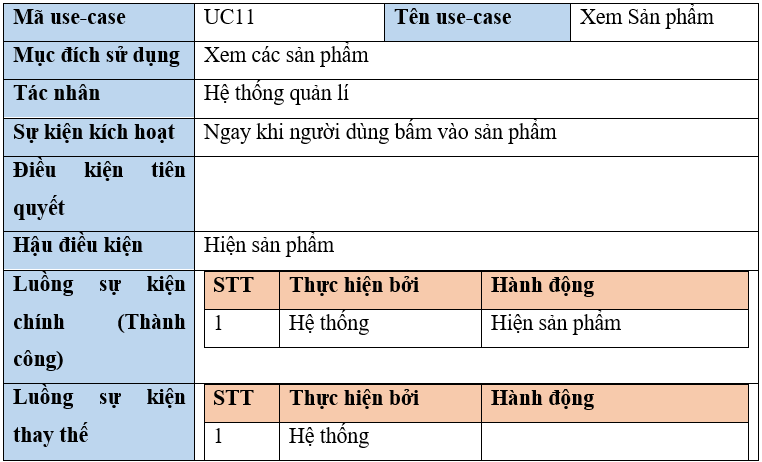 Mã use-case UC11 Tên use-case Xem Sản phẩm
Mục đích sử dụng Xem các sản phẩm
Tác nhân Hệ thống quản lí
Sự kiện kích hoạt Ngay khi người dùng bấm vào sản phẩm
Điều kiện tiên
quyết
Hậu điều kiện Hiện sản phẩm
Luồng sự kiện
chính (Thành
công)
STT Thực hiện bởi Hành động
1 Hệ thống Hiện sản phẩm
Luồng sự kiện
thay thế
STT Thực hiện bởi Hành động
1 Hệ thống